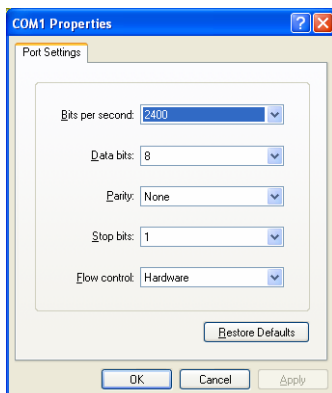 COM1 Properties
Port Settings
Bits per second: 2400
Data bits: 8
Parity: None
Stop bits: 1
Flow control: Hardware
Restore Defaults
OK Cancel Apply